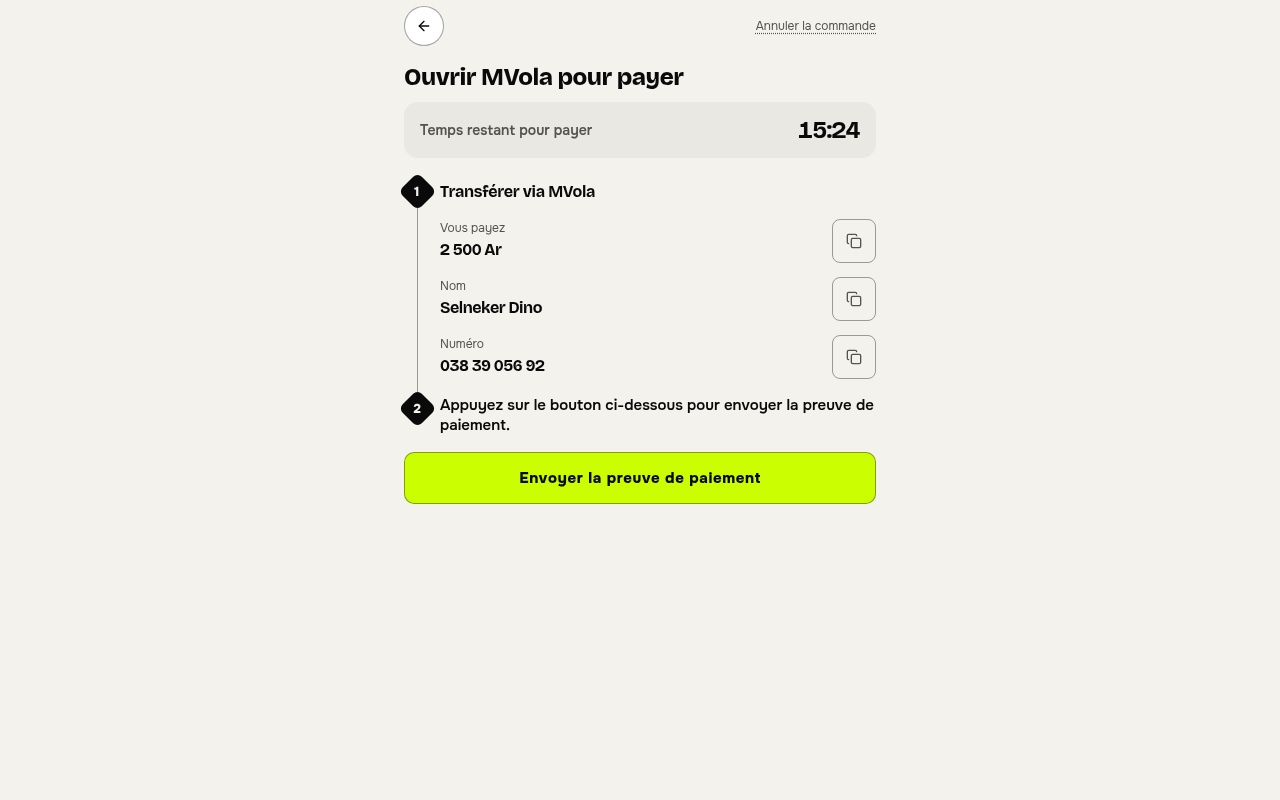 Annuler la commande
Ouvrir MVola pour payer
Temps restant pour payer 15:24
1 Transférer via MVola
Vous payez
2 500 Ar
Nom
Selneker Dino
Numéro
038 39 056 92
2 Appuyez sur le bouton ci-dessous pour envoyer la preuve de
paiement.
Envoyer la preuve de paiement